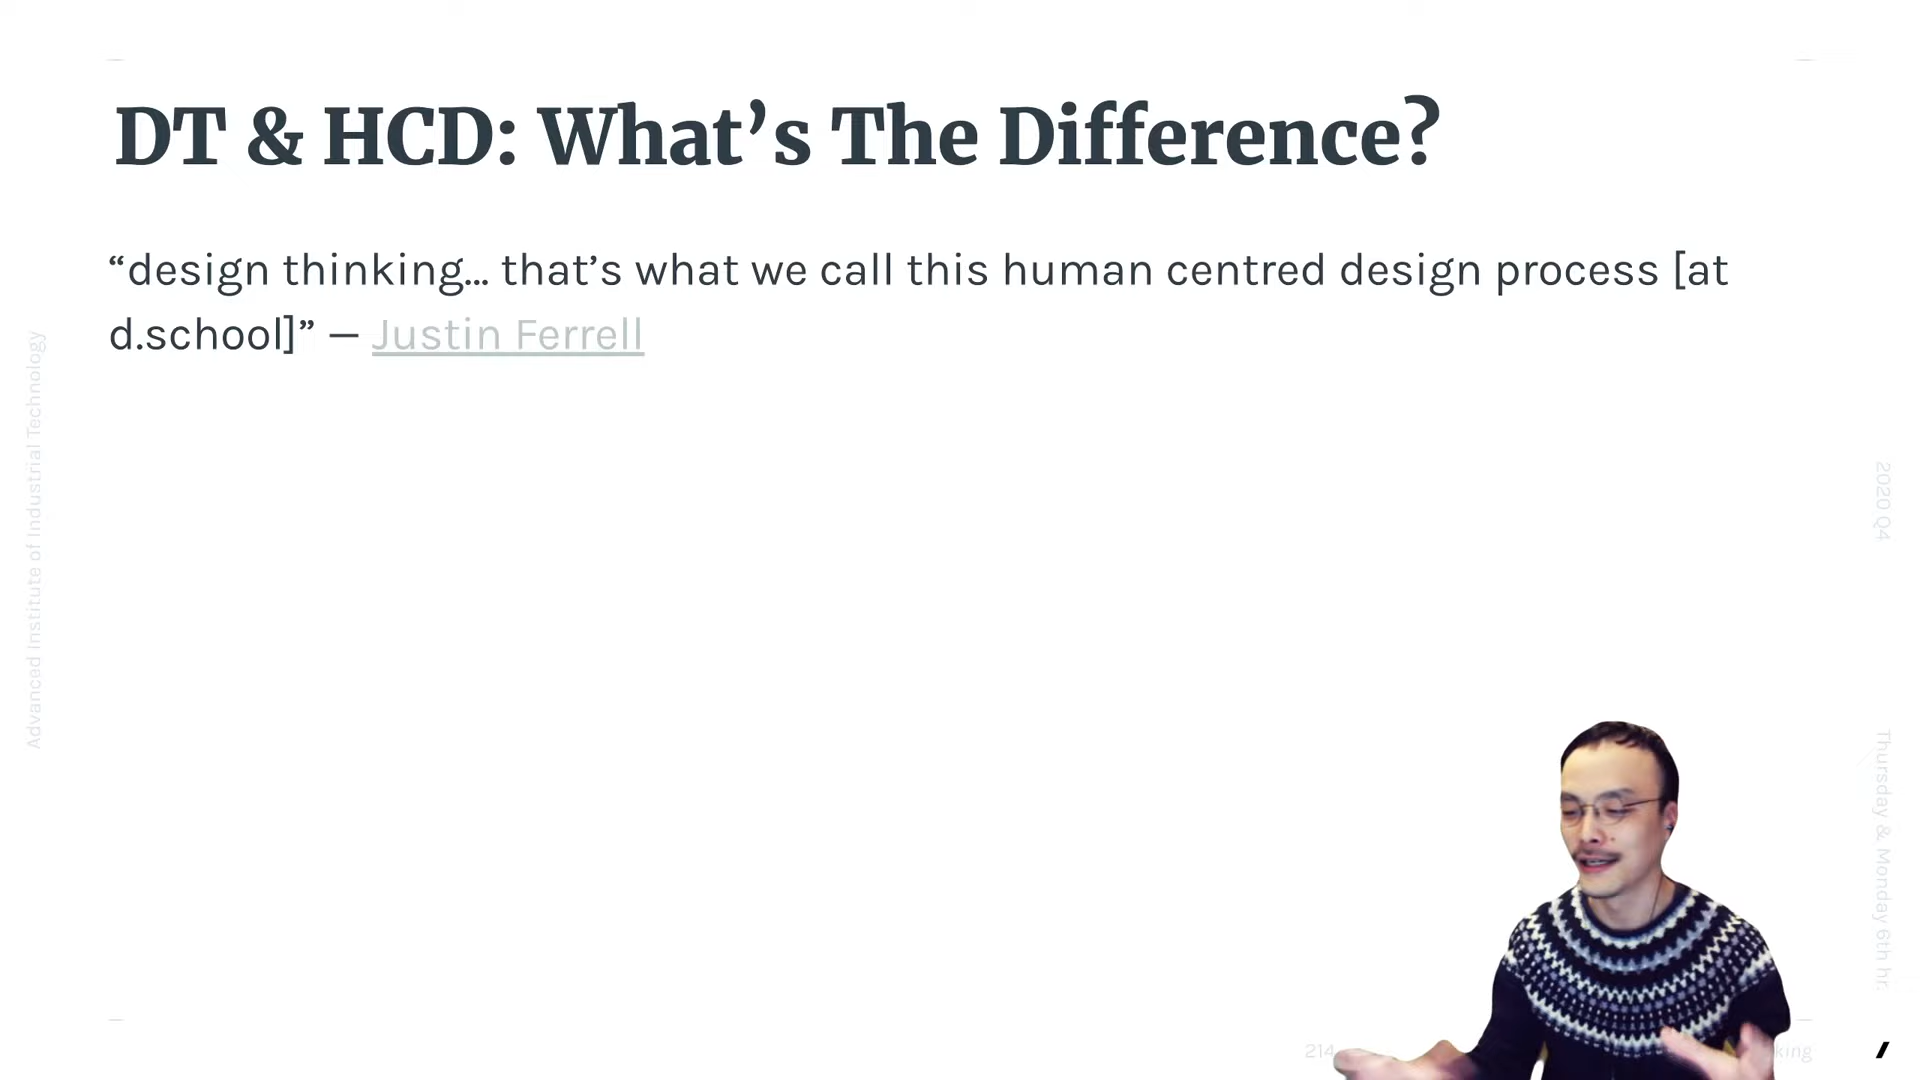 DT & HCD: What’s The Difference?
“design thinking… that’s what we call this human centred design process [at
d.school]” — Justin Ferrell
Advanced Institute of Industrial Technology
2020 Q4
Thursday & Monday 6th hr.
214